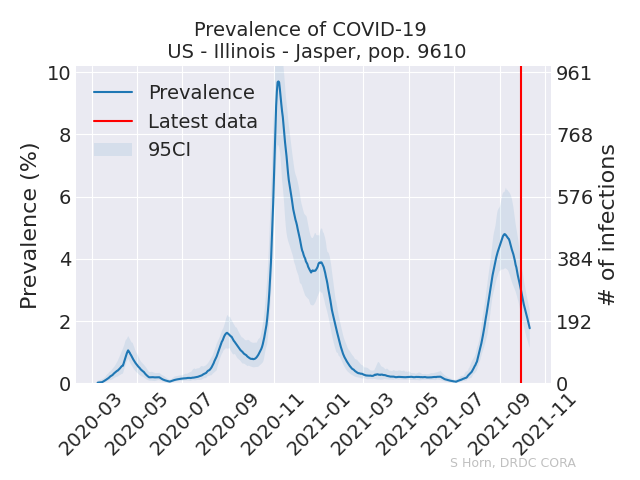 Prevalence of COVID-19
US - Illinois - Jasper, pop. 9610
Prevalence
Latest data
95CI
Prevalence (%)
10
8
6
4
2
0
961
768
576
384
192
0
# of infections
2020-03
2020-05
2020-07
2020-09
2020-11
2021-01
2021-03
2021-05
2021-07
2021-09
2021-11
S Horn, DRDC CORA